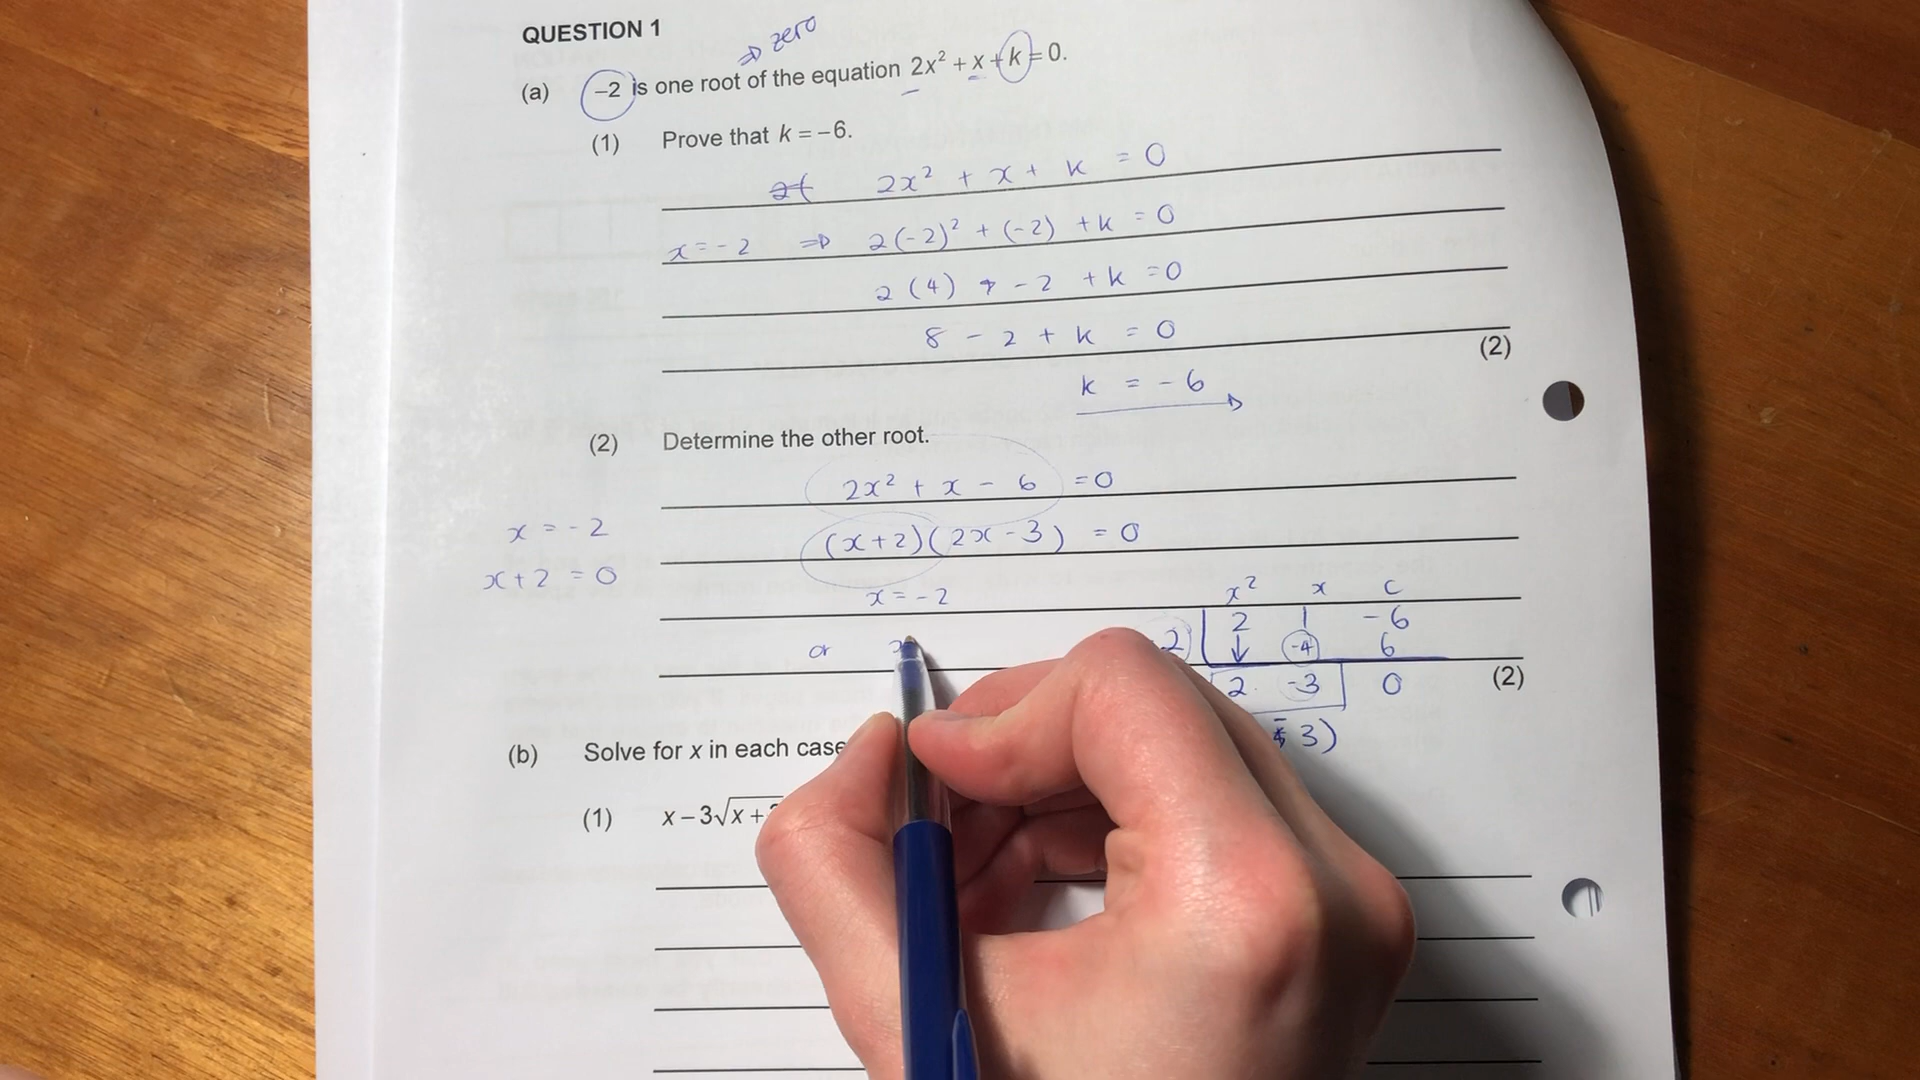 QUESTION 1
⇒ zero
(a) -2 is one root of the equation 2x² + x + k = 0.
(1) Prove that k = -6.
2x² + x + k = 0
x = -2 ⇒ 2(-2)² + (-2) + k = 0
2(4) + -2 + k = 0
8 - 2 + k = 0
(2)
k = -6
(2) Determine the other root.
2x² + x - 6 = 0
x = -2
(x+2)(2x-3) = 0
x+2 = 0
x = -2
x² x c
2 1 -6
or
-2 -4 6
2 -3 0
(2)
3)
(b) Solve for x in each case
(1) x - 3√x +